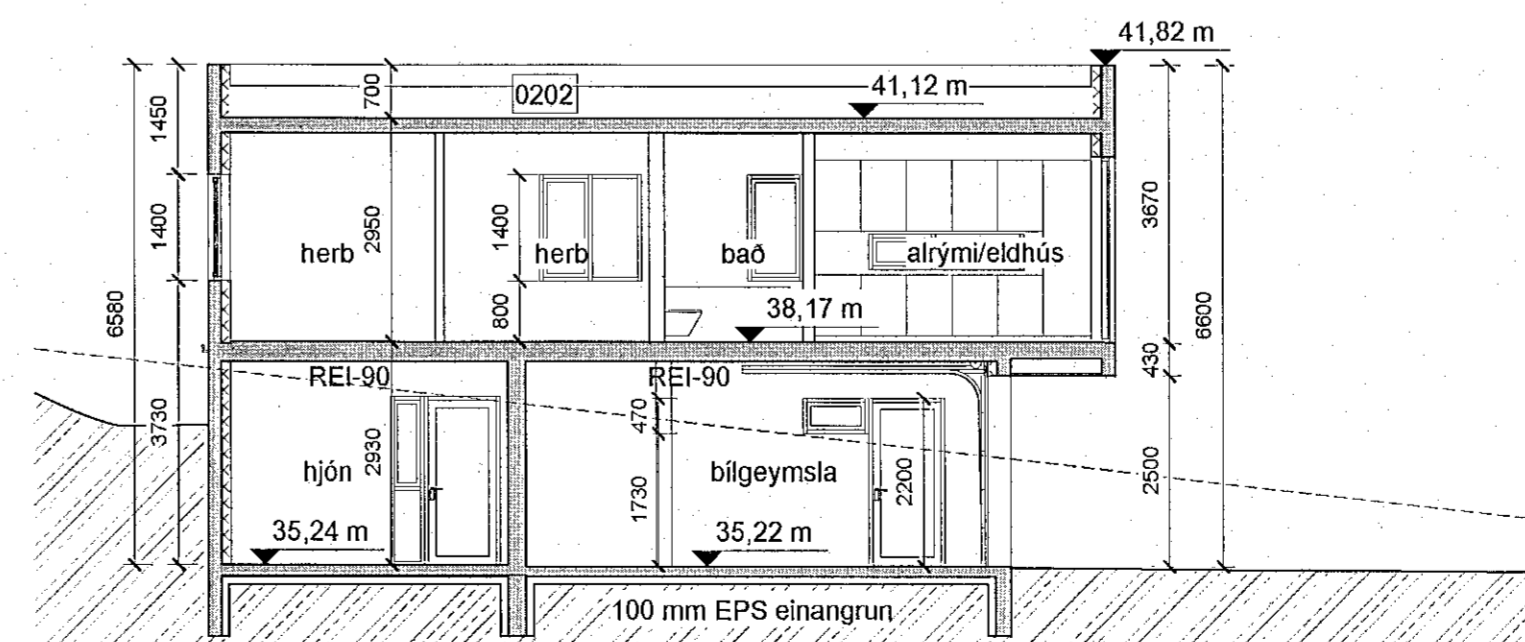 41,82 m
0202
41,12 m
700
1450
2950
1400
1400
3670
herb
herb
bað
alrými/eldhús
6580
800
38,17 m
6600
REI-90
REI-90
430
3730
2930
470
hjón
bílgeymsla
2200
2500
1730
35,24 m
35,22 m
100 mm EPS einangrun